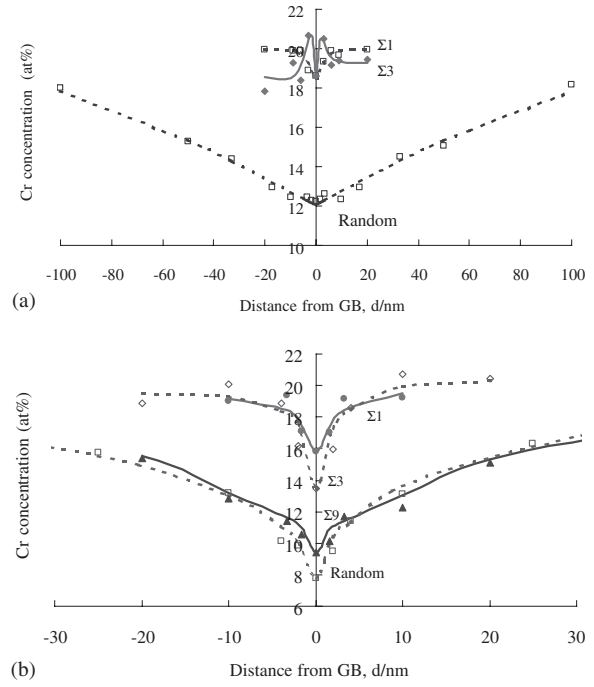 22
20
18
16
14
12
10
Cr concentration (at%)
Σ1
Σ3
Random
-100 -80 -60 -40 -20 0 20 40 60 80 100
(a)
Distance from GB, d/nm
22
20
18
16
14
12
10
8
6
Cr concentration (at%)
Σ1
Σ3
Σ9
Random
-30 -20 -10 0 10 20 30
(b)
Distance from GB, d/nm